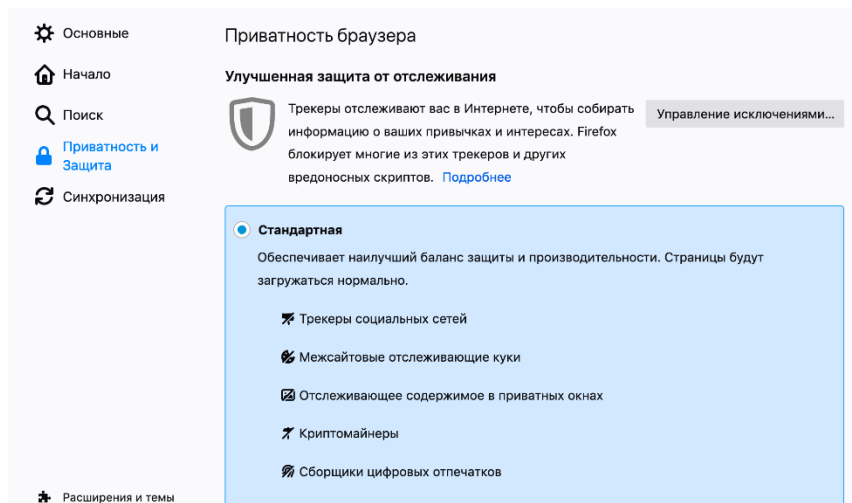 Основные
Начало
Поиск
Приватность и
Защита
Синхронизация
Расширения и темы
Приватность браузера
Улучшенная защита от отслеживания
Трекеры отслеживают вас в Интернете, чтобы собирать
информацию о ваших привычках и интересах. Firefox
блокирует многие из этих трекеров и других
вредоносных скриптов. Подробнее
Управление исключениями...
Стандартная
Обеспечивает наилучший баланс защиты и производительности. Страницы будут
загружаться нормально.
Трекеры социальных сетей
Межсайтовые отслеживающие куки
Отслеживающее содержимое в приватных окнах
Криптомайнеры
Сборщики цифровых отпечатков